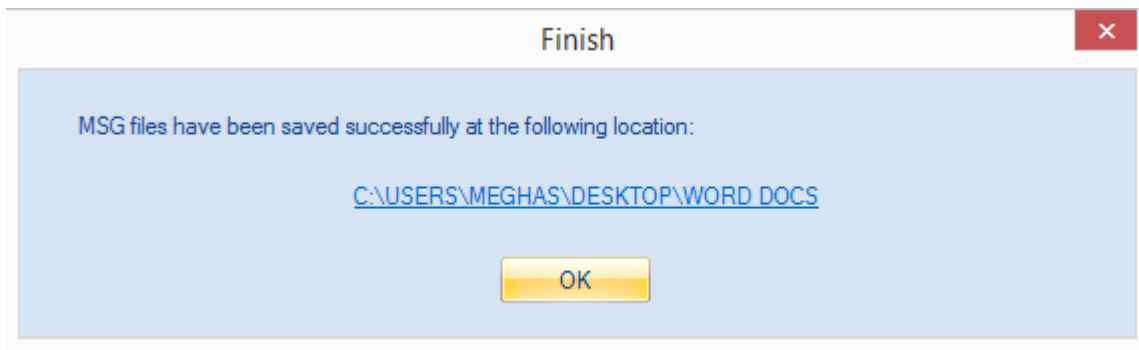 Finish
MSG files have been saved successfully at the following location:
C:\USERS\MEGHAS\DESKTOP\WORD DOCS
OK